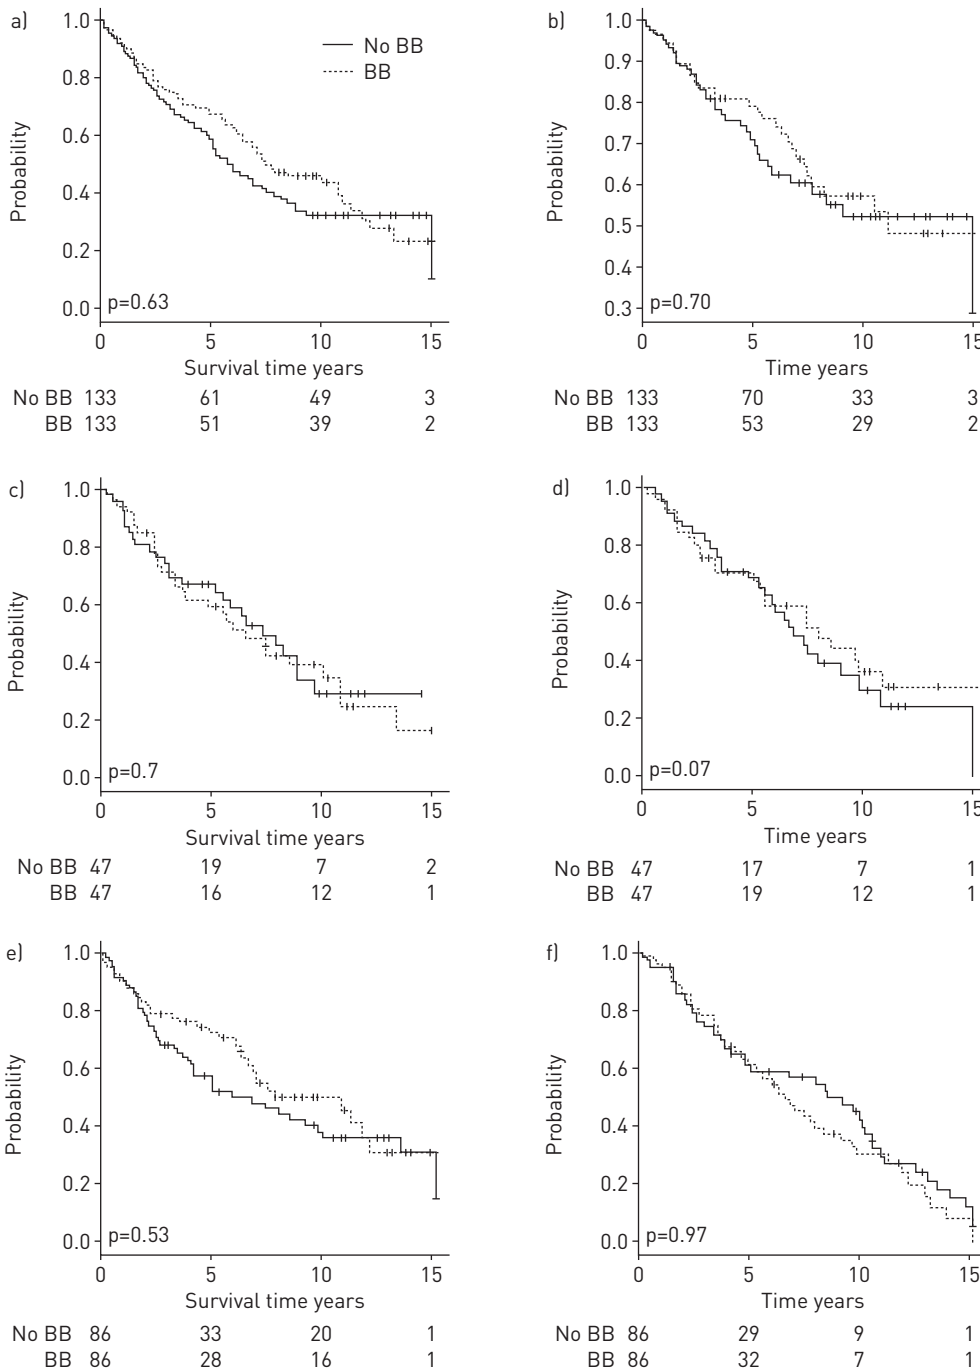 a)
1.0
0.8
0.6
0.4
0.2
0.0
Probability
No BB
BB
p=0.63
0 5 10 15
Survival time years
No BB 133 61 49 3
BB 133 51 39 2
b)
1.0
0.9
0.8
0.7
0.6
0.5
0.4
0.3
Probability
p=0.70
0 5 10 15
Time years
No BB 133 70 33 3
BB 133 53 29 2
c)
1.0
0.8
0.6
0.4
0.2
0.0
Probability
p=0.7
0 5 10 15
Survival time years
No BB 47 19 7 2
BB 47 16 12 1
d)
1.0
0.8
0.6
0.4
0.2
0.0
Probability
p=0.07
0 5 10 15
Time years
No BB 47 17 7 1
BB 47 19 12 1
e)
1.0
0.8
0.6
0.4
0.2
0.0
Probability
p=0.53
0 5 10 15
Survival time years
No BB 86 33 20 1
BB 86 28 16 1
f)
1.0
0.8
0.6
0.4
0.2
0.0
Probability
p=0.97
0 5 10 15
Time years
No BB 86 29 9 1
BB 86 32 7 1